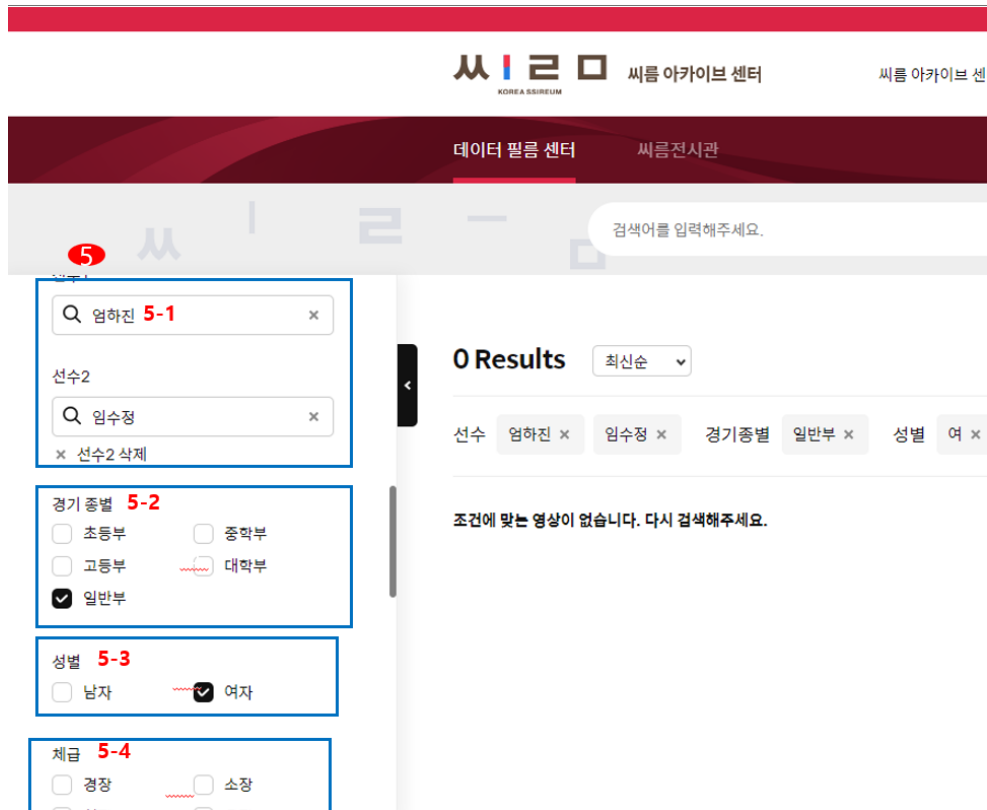 씨름
KOREA SSIREUM
씨름 아카이브 센터
씨름 아카이브 센
데이터 필름 센터
씨름전시관
ㅆ ㅣ ㄹ ㅡ ㅁ
검색어를 입력해주세요.
5
엄하진 5-1 ×
선수2
임수정 ×
× 선수2 삭제
경기 종별 5-2
초등부 중학부
고등부 대학부
일반부
성별 5-3
남자 여자
체급 5-4
경장 소장
0 Results 최신순
선수 엄하진 × 임수정 × 경기종별 일반부 × 성별 여 ×
조건에 맞는 영상이 없습니다. 다시 검색해주세요.